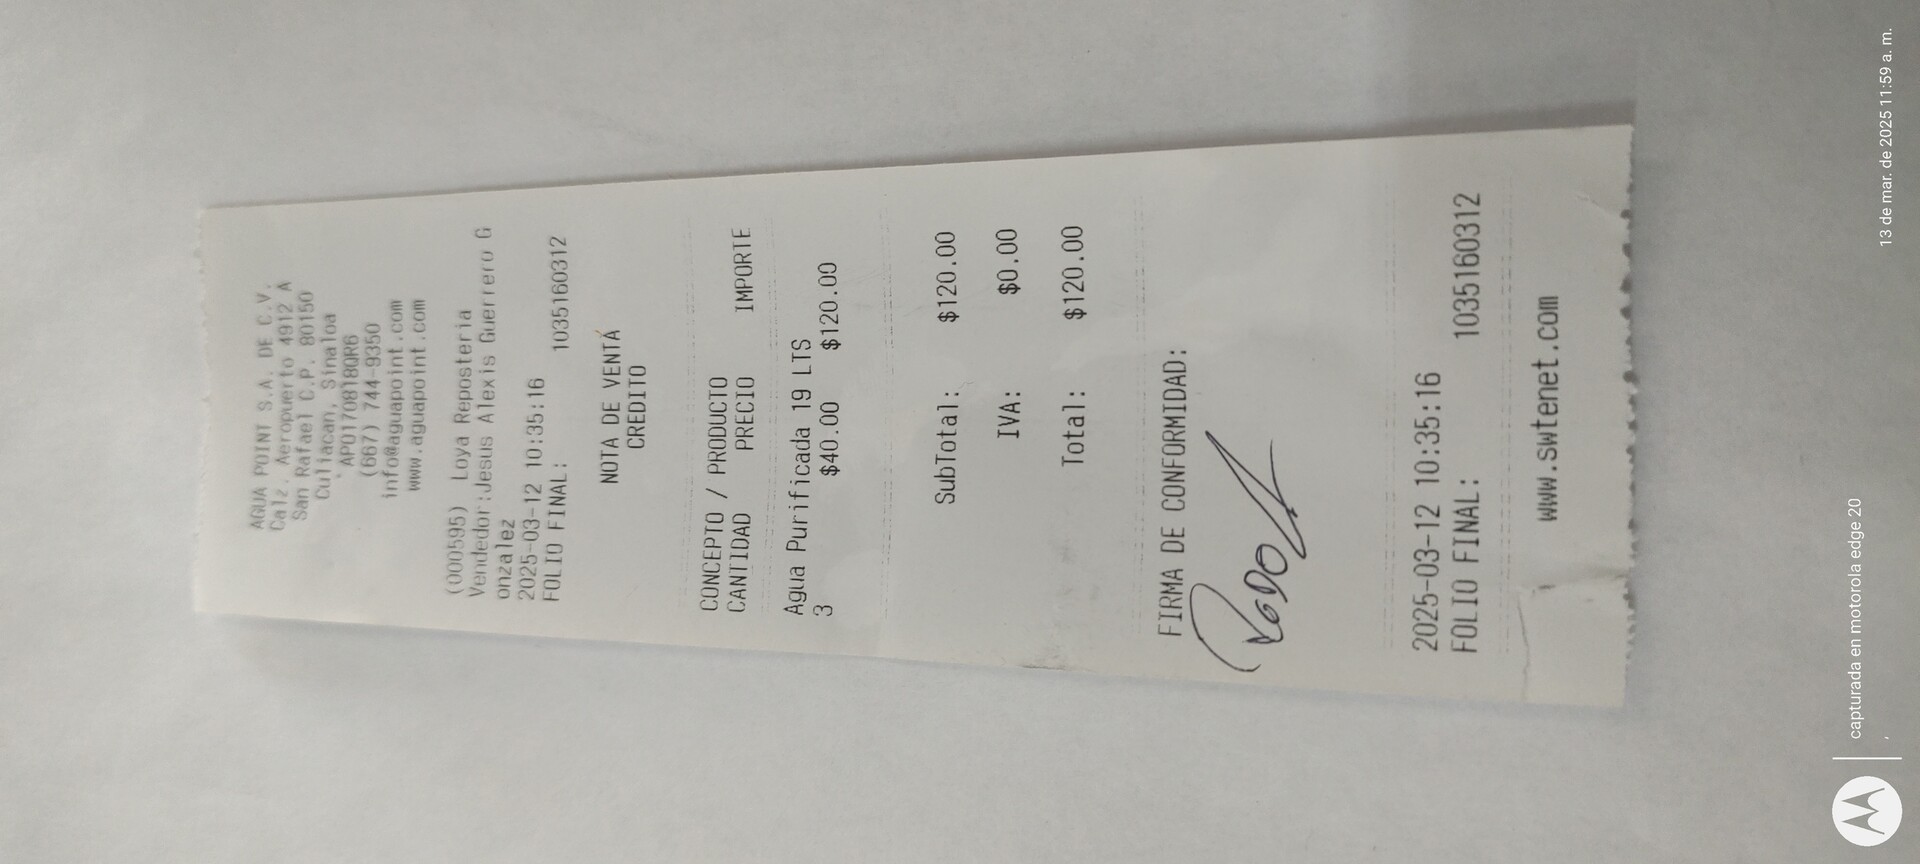 AGUA POINT S.A. DE C.V.
Calz. Aeropuerto 4912 A
San Rafael C.P. 80150
Culiacan, Sinaloa
APO170818QR6
(667) 744-9350
info@aguapoint.com
www.aguapoint.com
(000595) Loya Reposteria
Vendedor:Jesus Alexis Guerrero G
onzalez
2025-03-12 10:35:16
FOLIO FINAL: 1035160312
NOTA DE VENTA
CREDITO
CONCEPTO / PRODUCTO
CANTIDAD PRECIO IMPORTE
Agua Purificada 19 LTS
3 $40.00 $120.00
SubTotal: $120.00
IVA: $0.00
Total: $120.00
FIRMA DE CONFORMIDAD:
2025-03-12 10:35:16
FOLIO FINAL: 1035160312
www.swtenet.com
capturada en motorola edge 20
13 de mar. de 2025 11:59 a. m.